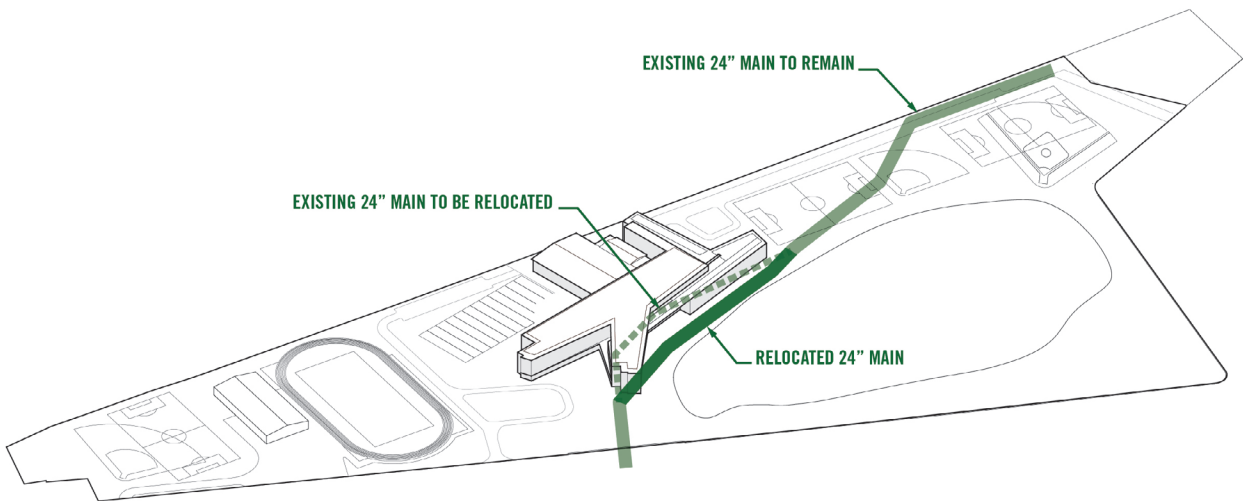 EXISTING 24” MAIN TO REMAIN
EXISTING 24” MAIN TO BE RELOCATED
RELOCATED 24” MAIN